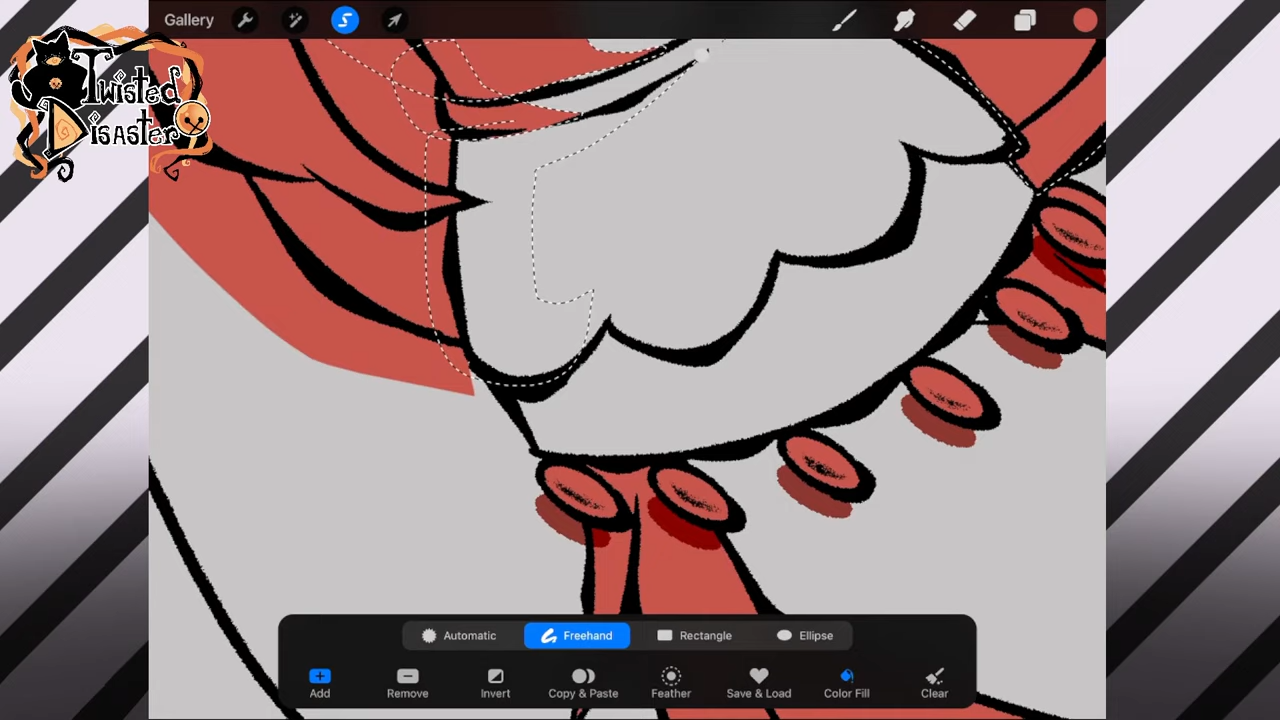 Gallery
Twisted
Disaster
Automatic
Freehand
Rectangle
Ellipse
Add
Remove
Invert
Copy & Paste
Feather
Save & Load
Color Fill
Clear